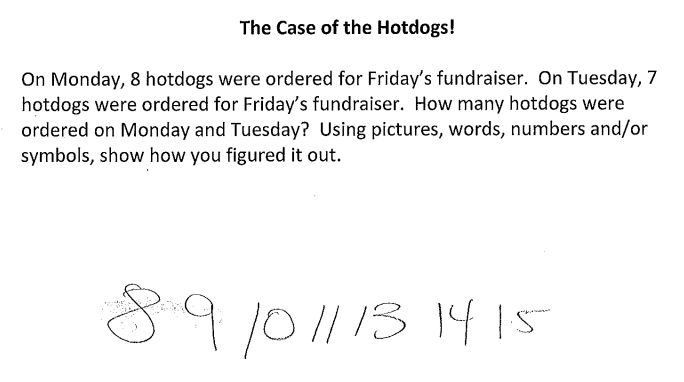 The Case of the Hotdogs!
On Monday, 8 hotdogs were ordered for Friday's fundraiser. On Tuesday, 7
hotdogs were ordered for Friday's fundraiser. How many hotdogs were
ordered on Monday and Tuesday? Using pictures, words, numbers and/or
symbols, show how you figured it out.
8 9 10 11 13 14 15